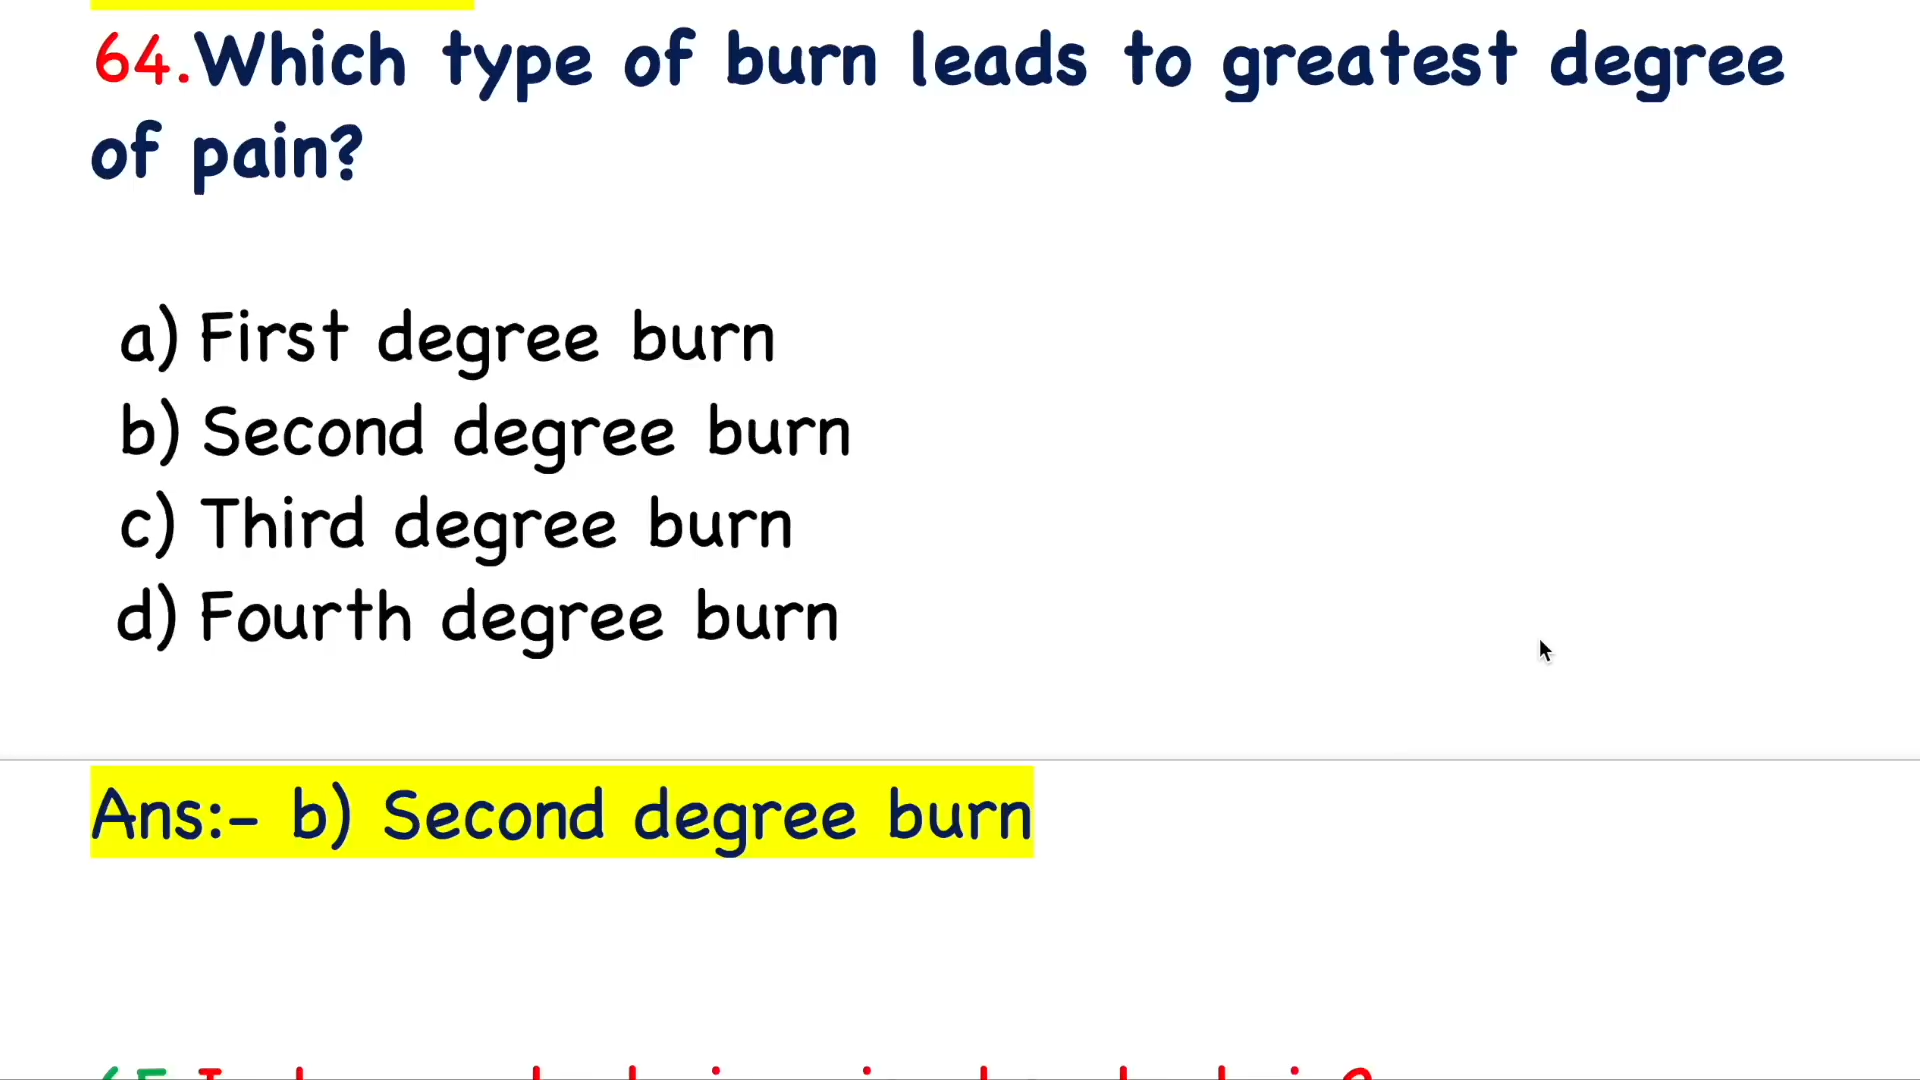 64.Which type of burn leads to greatest degree
of pain?
a) First degree burn
b) Second degree burn
c) Third degree burn
d) Fourth degree burn
Ans:- b) Second degree burn